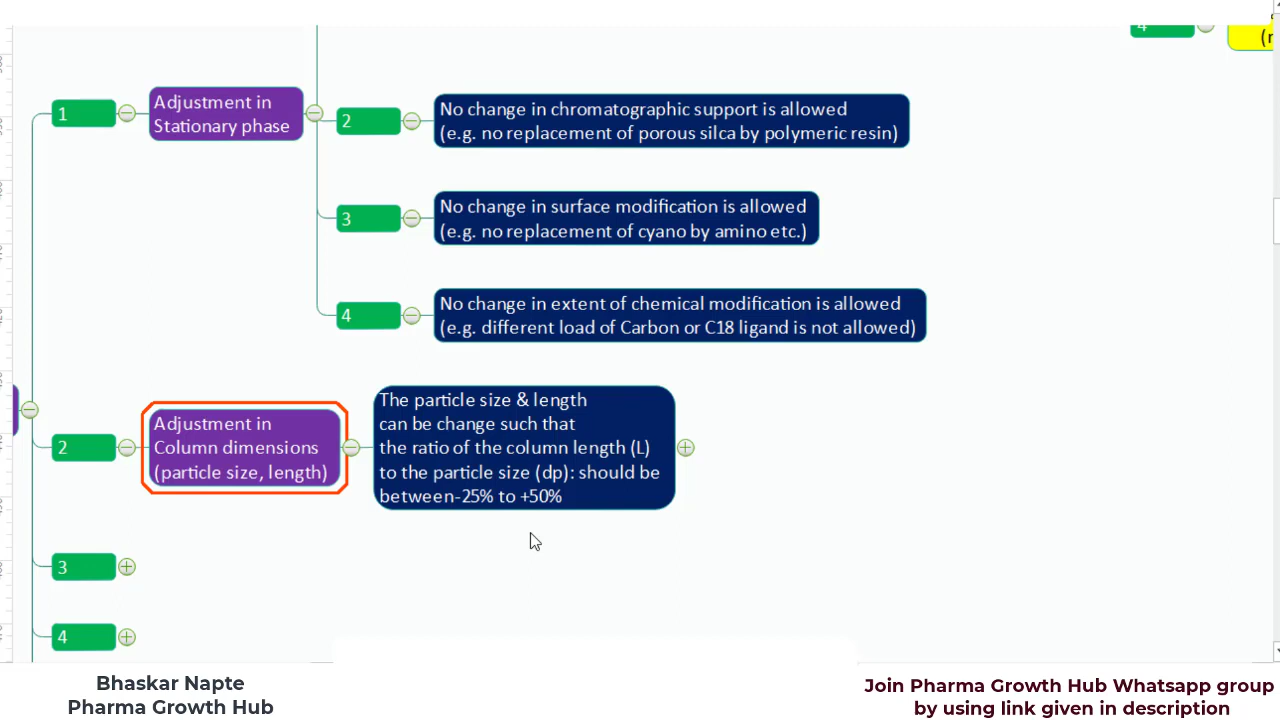 4
(r
1
Adjustment in
Stationary phase
2
No change in chromatographic support is allowed
(e.g. no replacement of porous silca by polymeric resin)
3
No change in surface modification is allowed
(e.g. no replacement of cyano by amino etc.)
4
No change in extent of chemical modification is allowed
(e.g. different load of Carbon or C18 ligand is not allowed)
2
Adjustment in
Column dimensions
(particle size, length)
The particle size & length
can be change such that
the ratio of the column length (L)
to the particle size (dp): should be
between-25% to +50%
3
4
Bhaskar Napte
Pharma Growth Hub
Join Pharma Growth Hub Whatsapp group
by using link given in description